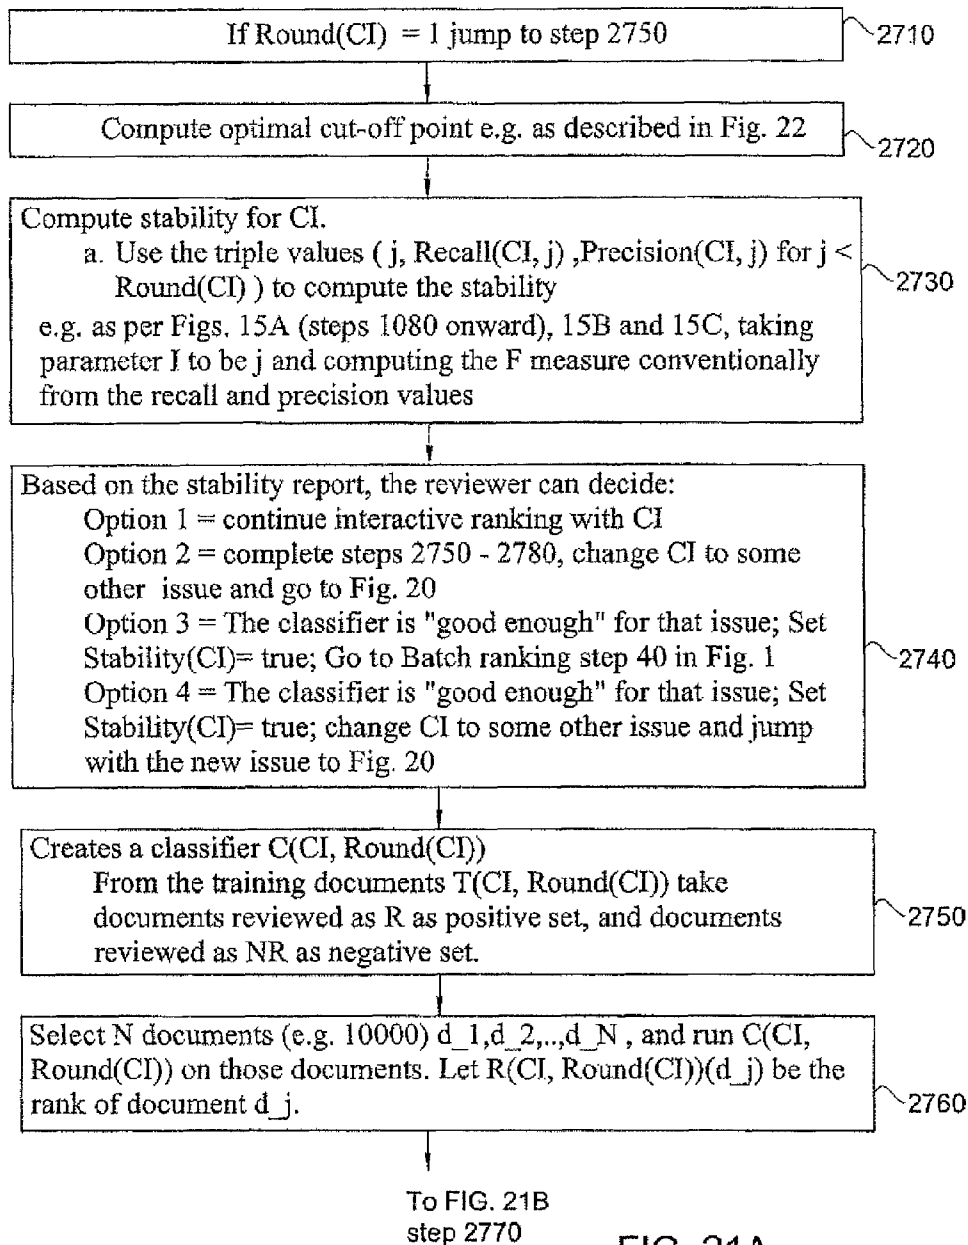 If Round(CI) = 1 jump to step 2750
2710
Compute optimal cut-off point e.g. as described in Fig. 22
2720
Compute stability for CI.
a. Use the triple values ( j, Recall(CI, j) ,Precision(CI, j) for j <
Round(CI) ) to compute the stability
e.g. as per Figs. 15A (steps 1080 onward), 15B and 15C, taking
parameter I to be j and computing the F measure conventionally
from the recall and precision values
2730
Based on the stability report, the reviewer can decide:
Option 1 = continue interactive ranking with CI
Option 2 = complete steps 2750 - 2780, change CI to some
other issue and go to Fig. 20
Option 3 = The classifier is "good enough" for that issue; Set
Stability(CI)= true; Go to Batch ranking step 40 in Fig. 1
Option 4 = The classifier is "good enough" for that issue; Set
Stability(CI)= true; change CI to some other issue and jump
with the new issue to Fig. 20
2740
Creates a classifier C(CI, Round(CI))
From the training documents T(CI, Round(CI)) take
documents reviewed as R as positive set, and documents
reviewed as NR as negative set.
2750
Select N documents (e.g. 10000) d_1,d_2,..,d_N , and run C(CI,
Round(CI)) on those documents. Let R(CI, Round(CI))(d_j) be the
rank of document d_j.
2760
To FIG. 21B
step 2770
FIG. 21A